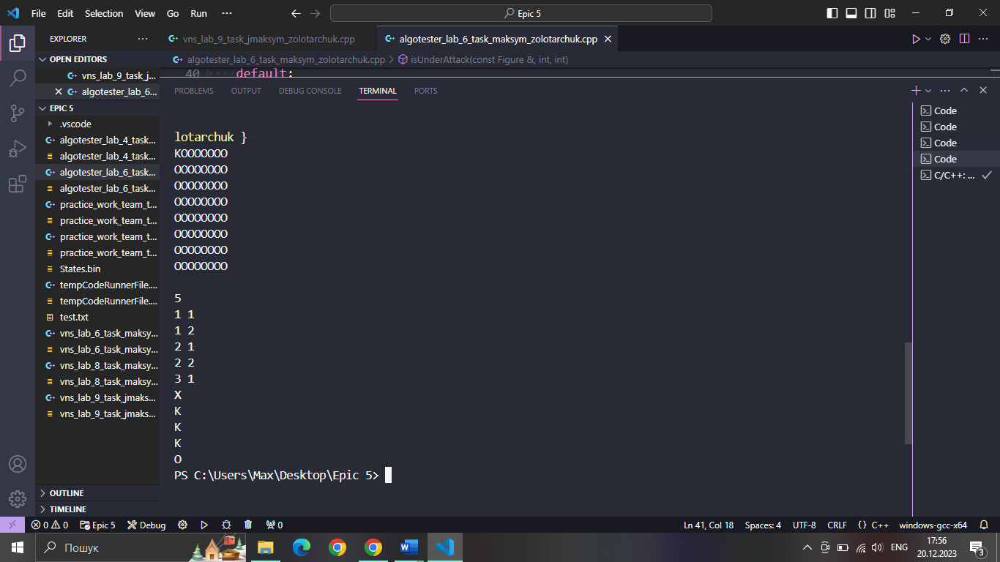 File Edit Selection View Go Run ··· Epic 5
EXPLORER ···
OPEN EDITORS
vns_lab_9_task_j...
algotester_lab_6...
EPIC 5
.vscode
algotester_lab_4_task...
algotester_lab_4_task...
algotester_lab_6_task...
algotester_lab_6_task...
practice_work_team_t...
practice_work_team_t...
practice_work_team_t...
practice_work_team_t...
States.bin
tempCodeRunnerFile....
tempCodeRunnerFile....
test.txt
vns_lab_6_task_maksy...
vns_lab_6_task_maksy...
vns_lab_8_task_maksy...
vns_lab_8_task_maksy...
vns_lab_9_task_jmaks...
vns_lab_9_task_jmaks...
OUTLINE
TIMELINE
vns_lab_9_task_jmaksym_zolotarchuk.cpp algotester_lab_6_task_maksym_zolotarchuk.cpp
algotester_lab_6_task_maksym_zolotarchuk.cpp > isUnderAttack(const Figure &, int, int)
40 default:
PROBLEMS OUTPUT DEBUG CONSOLE TERMINAL PORTS
lotarchuk }
KOOOOOOO
OOOOOOOO
OOOOOOOO
OOOOOOOO
OOOOOOOO
OOOOOOOO
OOOOOOOO
OOOOOOOO
5
1 1
1 2
2 1
2 2
3 1
X
K
K
K
O
PS C:\Users\Max\Desktop\Epic 5>
Code
Code
Code
Code
C/C++: ...
0 0 Epic 5 Debug 0 Ln 41, Col 18 Spaces: 4 UTF-8 CRLF {} C++ windows-gcc-x64
Пошук ENG 17:56
20.12.2023 3